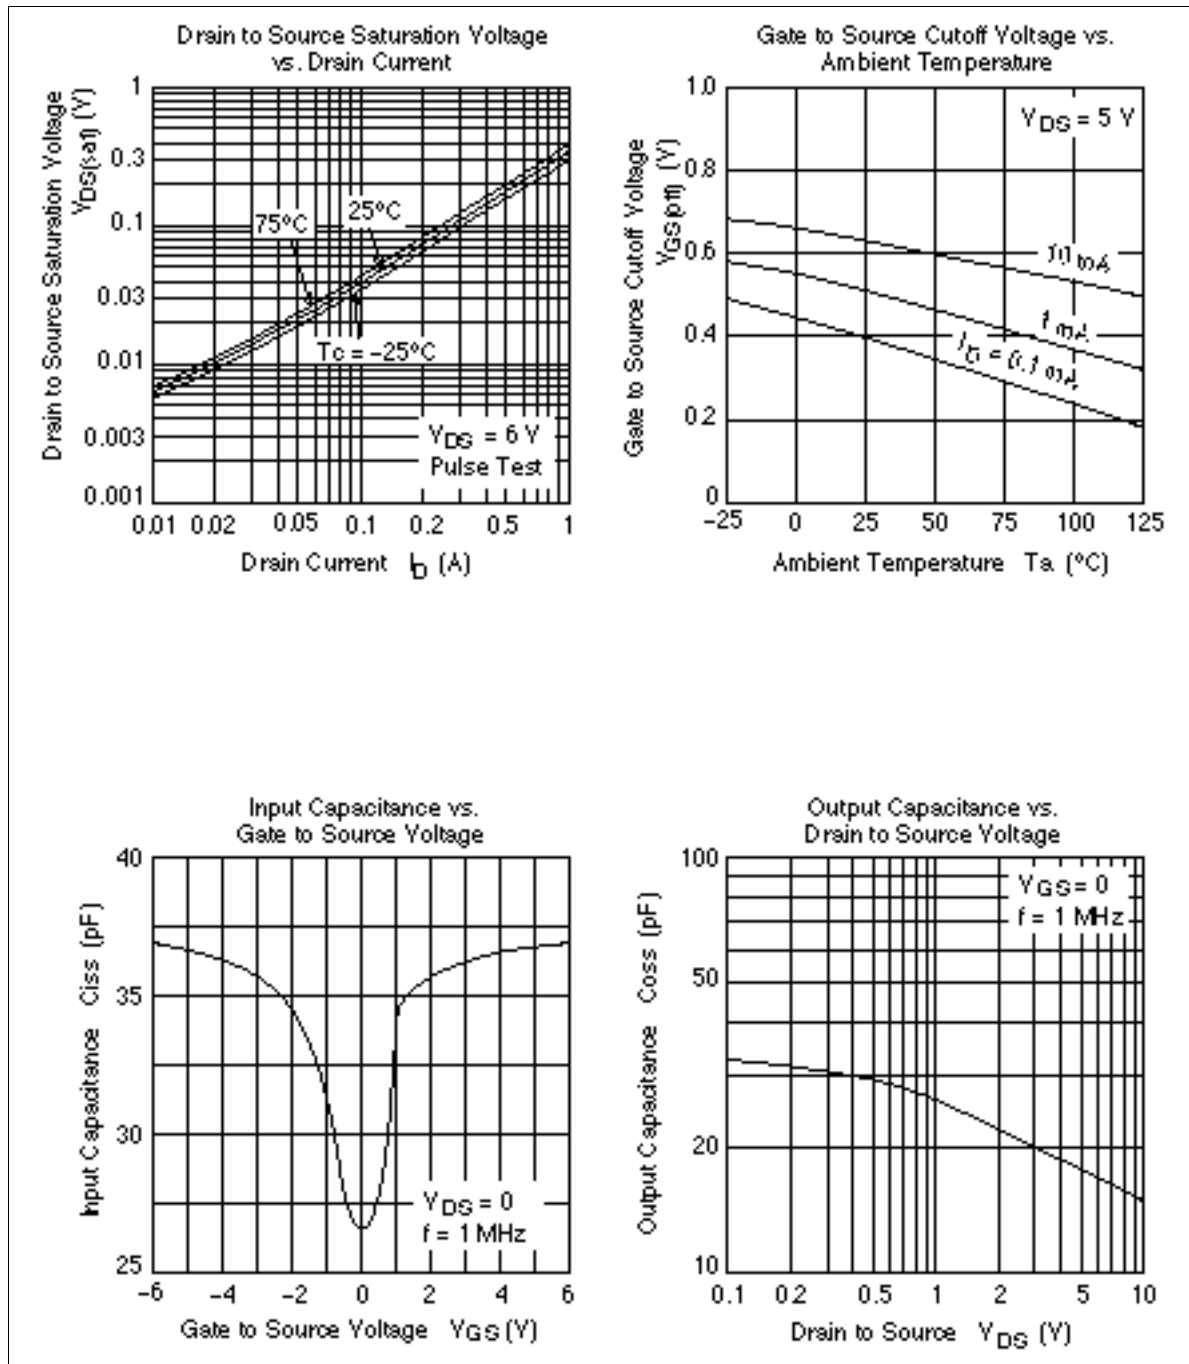 Drain to Source Saturation Voltage
vs. Drain Current
Drain to Source Saturation Voltage
VDS(sat) (V)
1
0.3
0.1
0.03
0.01
0.003
0.001
75°C
25°C
Tc = –25°C
VDS = 6 V
Pulse Test
0.01 0.02 0.05 0.1 0.2 0.5 1
Drain Current ID (A)
Gate to Source Cutoff Voltage vs.
Ambient Temperature
Gate to Source Cutoff Voltage
VGS(off) (V)
1.0
0.8
0.6
0.4
0.2
0
VDS = 5 V
10 mA
1 mA
ID = 0.1 mA
–25 0 25 50 75 100 125
Ambient Temperature Ta (°C)
Input Capacitance vs.
Gate to Source Voltage
Input Capacitance Ciss (pF)
40
35
30
25
VDS = 0
f = 1 MHz
–6 –4 –2 0 2 4 6
Gate to Source Voltage VGS (V)
Output Capacitance vs.
Drain to Source Voltage
Output Capacitance Coss (pF)
100
50
20
10
VGS = 0
f = 1 MHz
0.1 0.2 0.5 1 2 5 10
Drain to Source VDS (V)